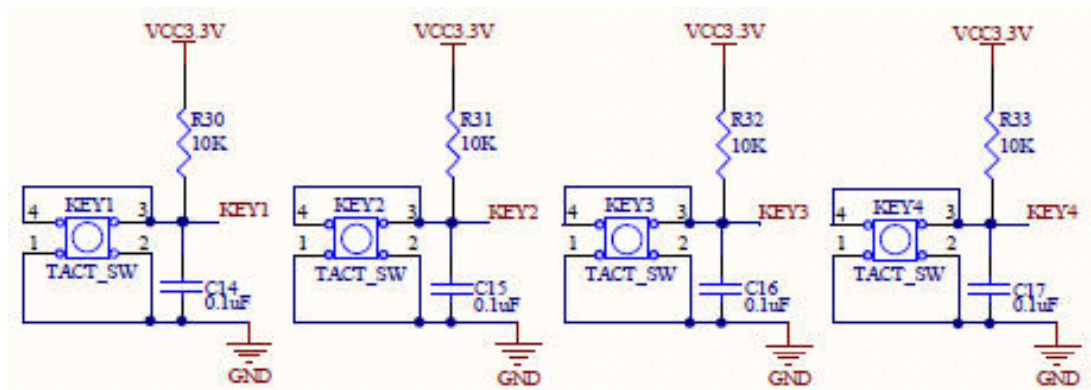 VCC3.3V VCC3.3V VCC3.3V VCC3.3V
R30 R31 R32 R33
10K 10K 10K 10K
4 KEY1 3 KEY1 4 KEY2 3 KEY2 4 KEY3 3 KEY3 4 KEY4 3 KEY4
1 2 1 2 1 2 1 2
TACT_SW TACT_SW TACT_SW TACT_SW
C14 C15 C16 C17
0.1uF 0.1uF 0.1uF 0.1uF
GND GND GND GND